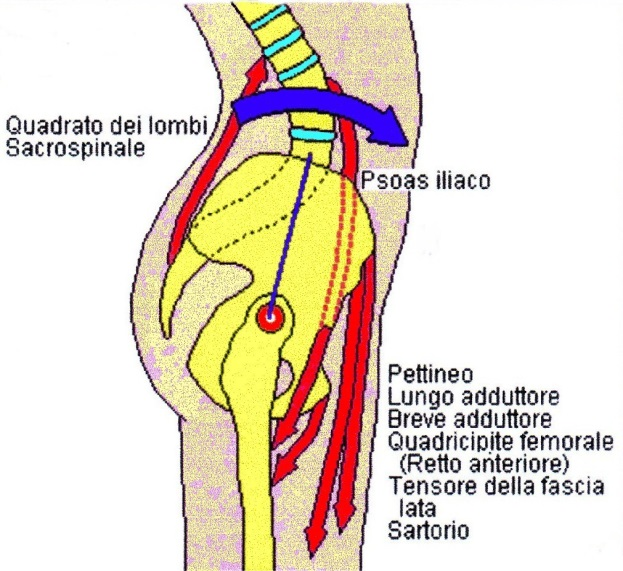 Quadrato dei lombi
Sacrospinale
Psoas iliaco
Pettineo
Lungo adduttore
Breve adduttore
Quadricipite femorale
(Retto anteriore)
Tensore della fascia
lata
Sartorio